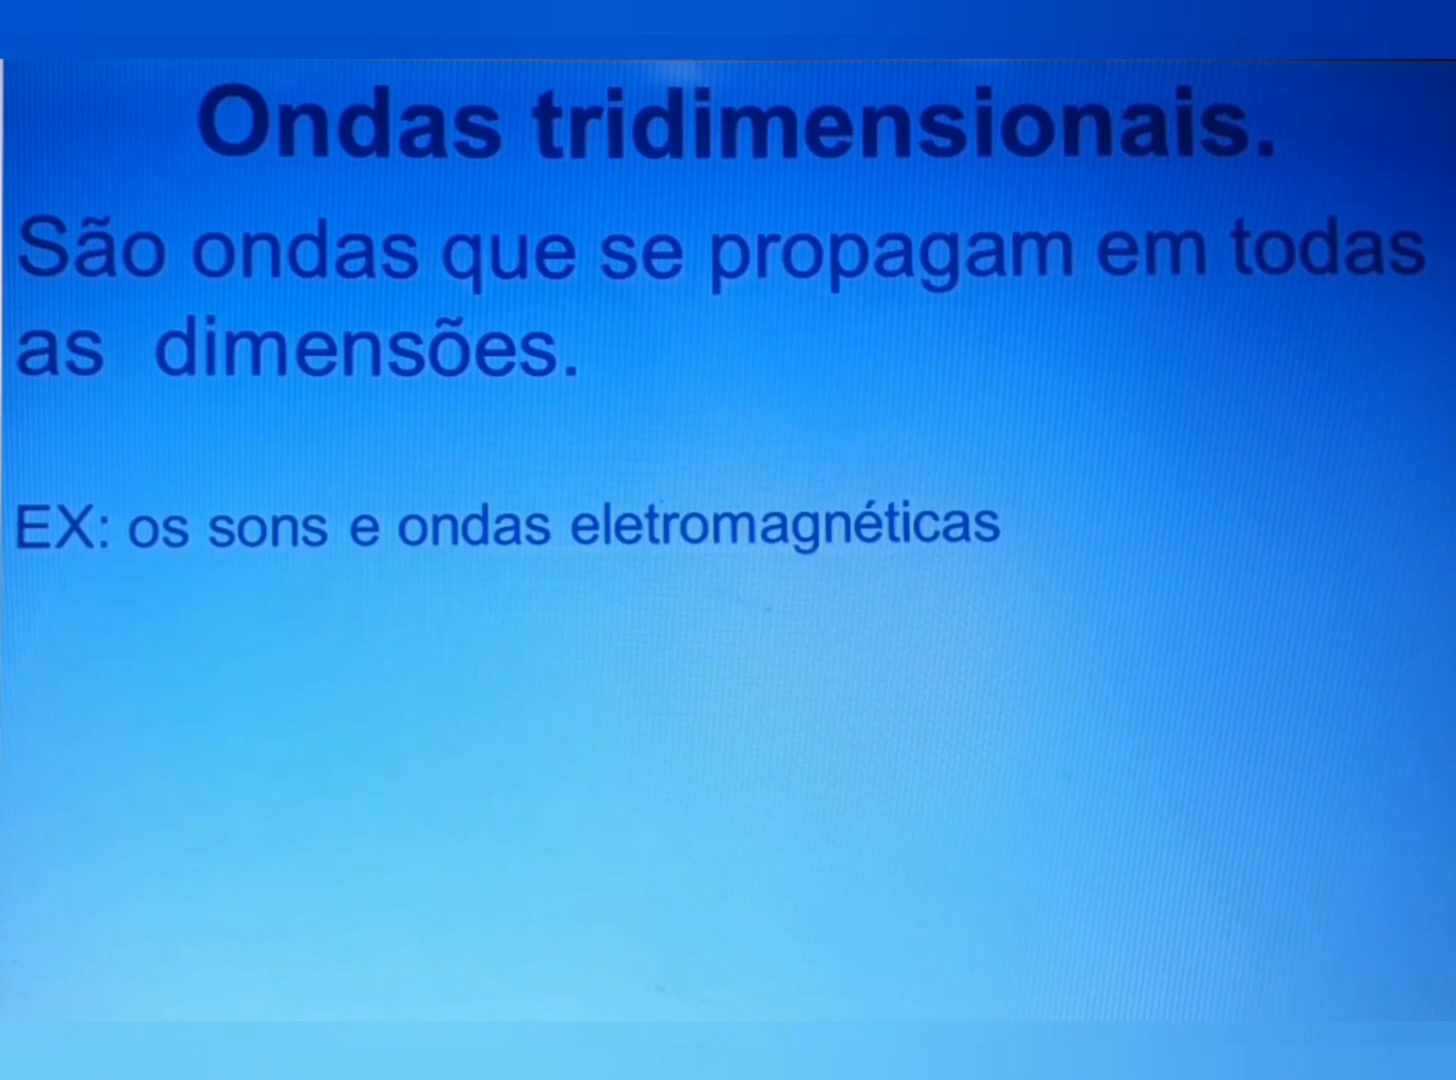 Ondas tridimensionais.
São ondas que se propagam em todas
as dimensões.
EX: os sons e ondas eletromagnéticas